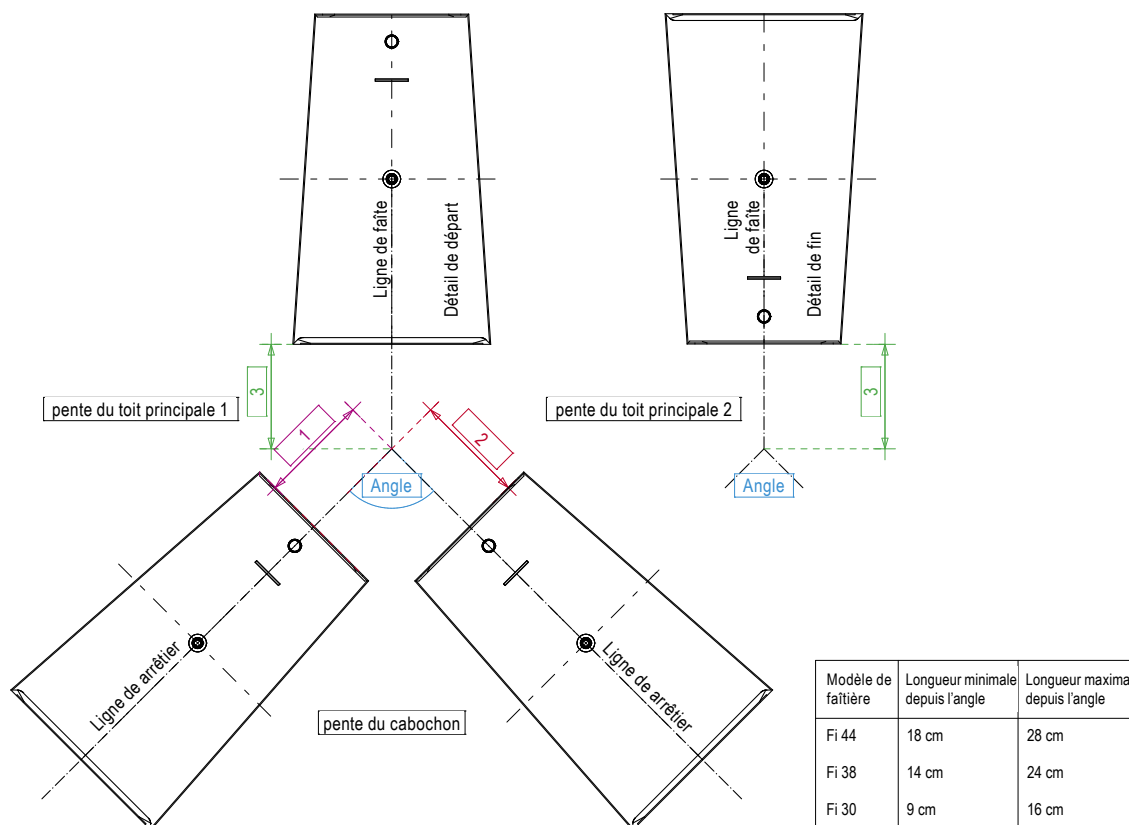 Ligne de faîte
Détail de départ
Ligne
de faîte
Détail de fin
3
3
pente du toit principale 1
pente du toit principale 2
1
2
Angle
Angle
Ligne de arrêtier
Ligne de arrêtier
pente du cabochon
Modèle de faîtière
Longueur minimale depuis l'angle
Longueur maxima depuis l'angle
Fi 44 18 cm 28 cm
Fi 38 14 cm 24 cm
Fi 30 9 cm 16 cm